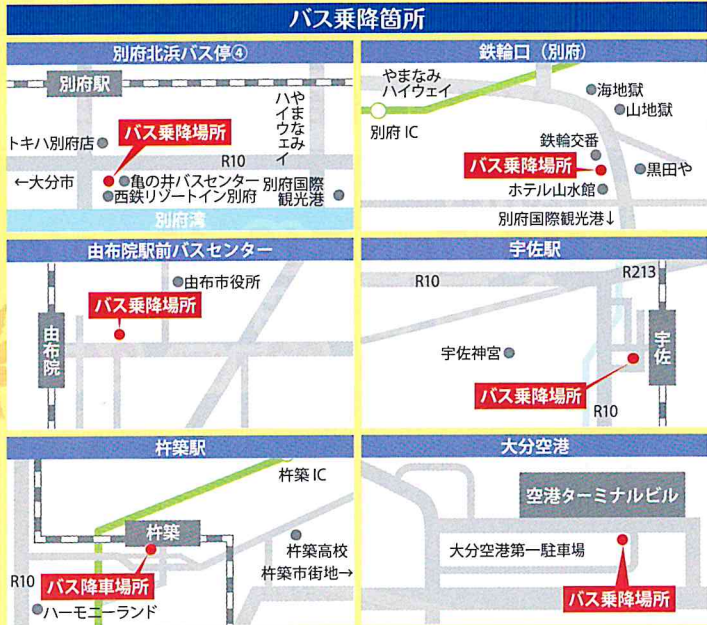 バス乗降箇所
別府北浜バス停④
別府駅
やまなみ
ハイウェイ
トキハ別府店
バス乗降場所
R10
←大分市
亀の井バスセンター
西鉄リゾートイン別府
別府国際
観光港
別府湾
鉄輪口（別府）
やまなみ
ハイウェイ
別府 IC
海地獄
山地獄
鉄輪交番
バス乗降場所
黒田や
ホテル山水館
別府国際観光港↓
由布院駅前バスセンター
由布市役所
バス乗降場所
由布院
宇佐駅
R10
R213
宇佐神宮
宇佐
バス乗降場所
R10
杵築駅
杵築 IC
杵築
杵築高校
杵築市街地→
R10
バス降車場所
ハーモニーランド
大分空港
空港ターミナルビル
大分空港第一駐車場
バス乗降場所